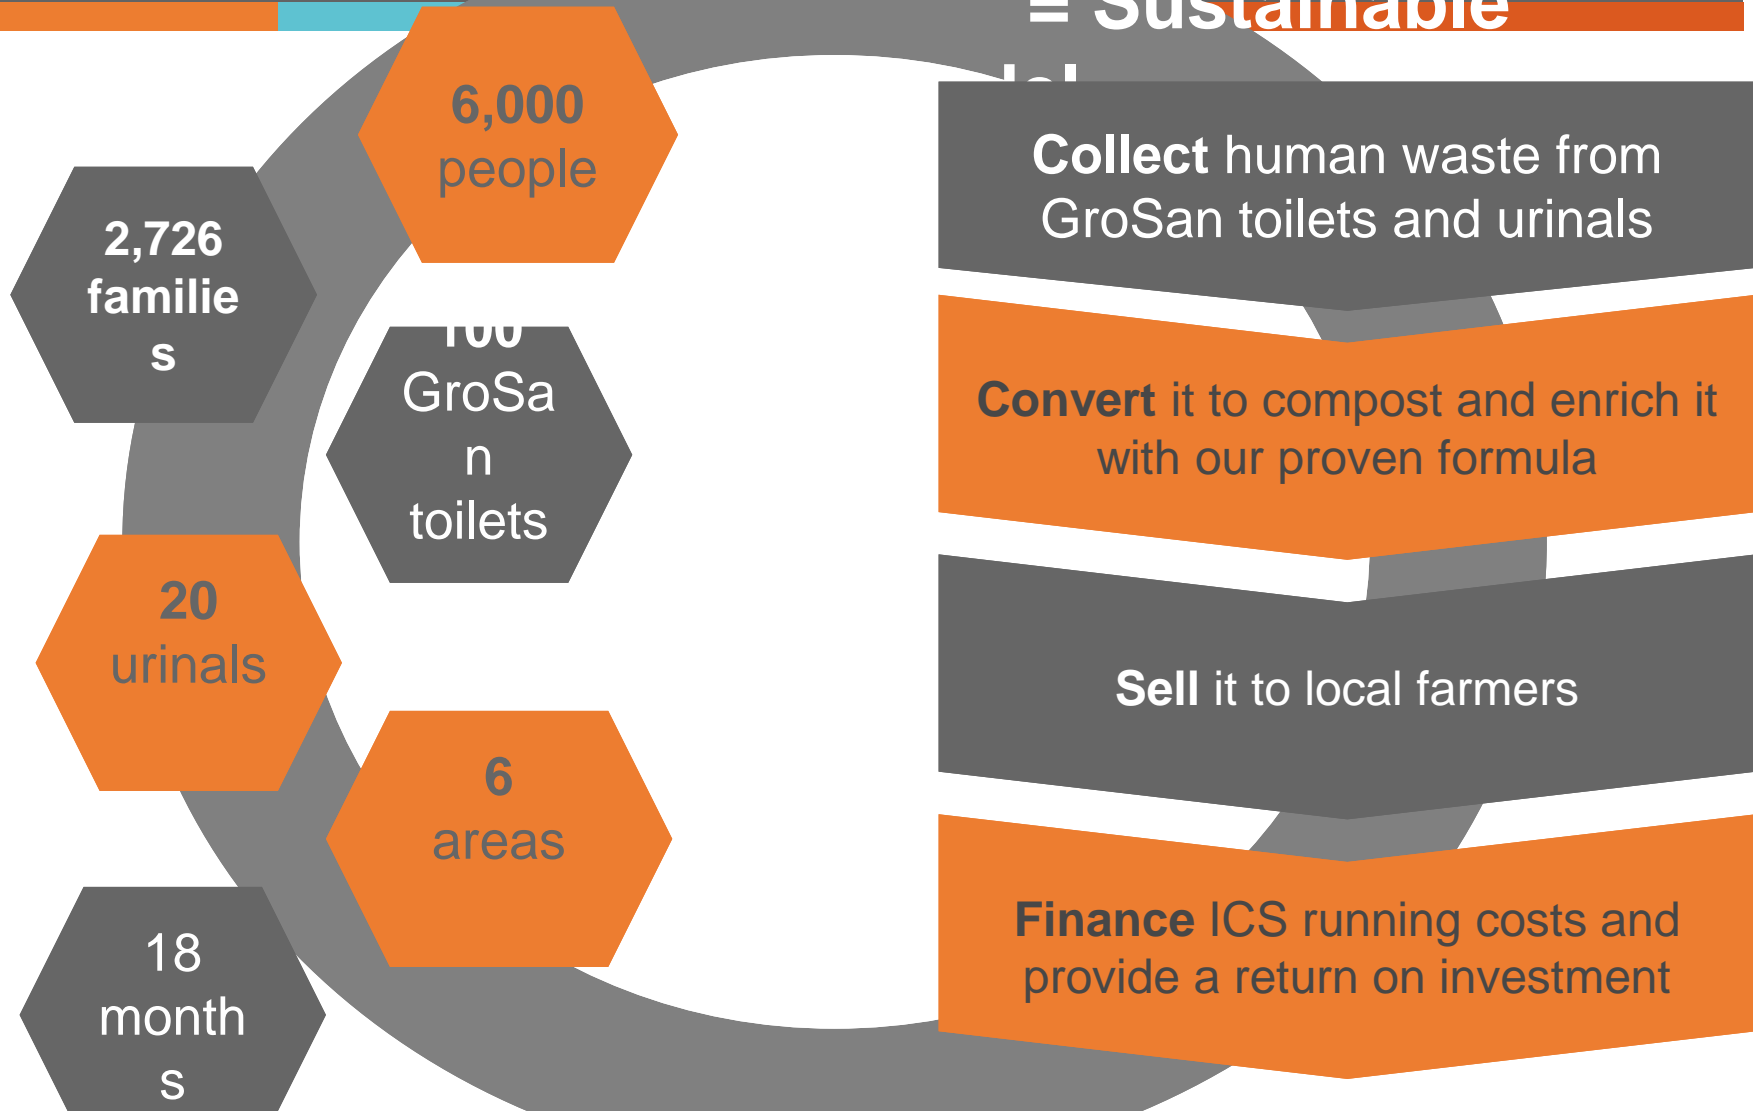 = Sustainable
6,000
people
2,726
familie
s
100
GroSa
n
toilets
20
urinals
6
areas
18
month
s
Collect human waste from
GroSan toilets and urinals
Convert it to compost and enrich it
with our proven formula
Sell it to local farmers
Finance ICS running costs and
provide a return on investment